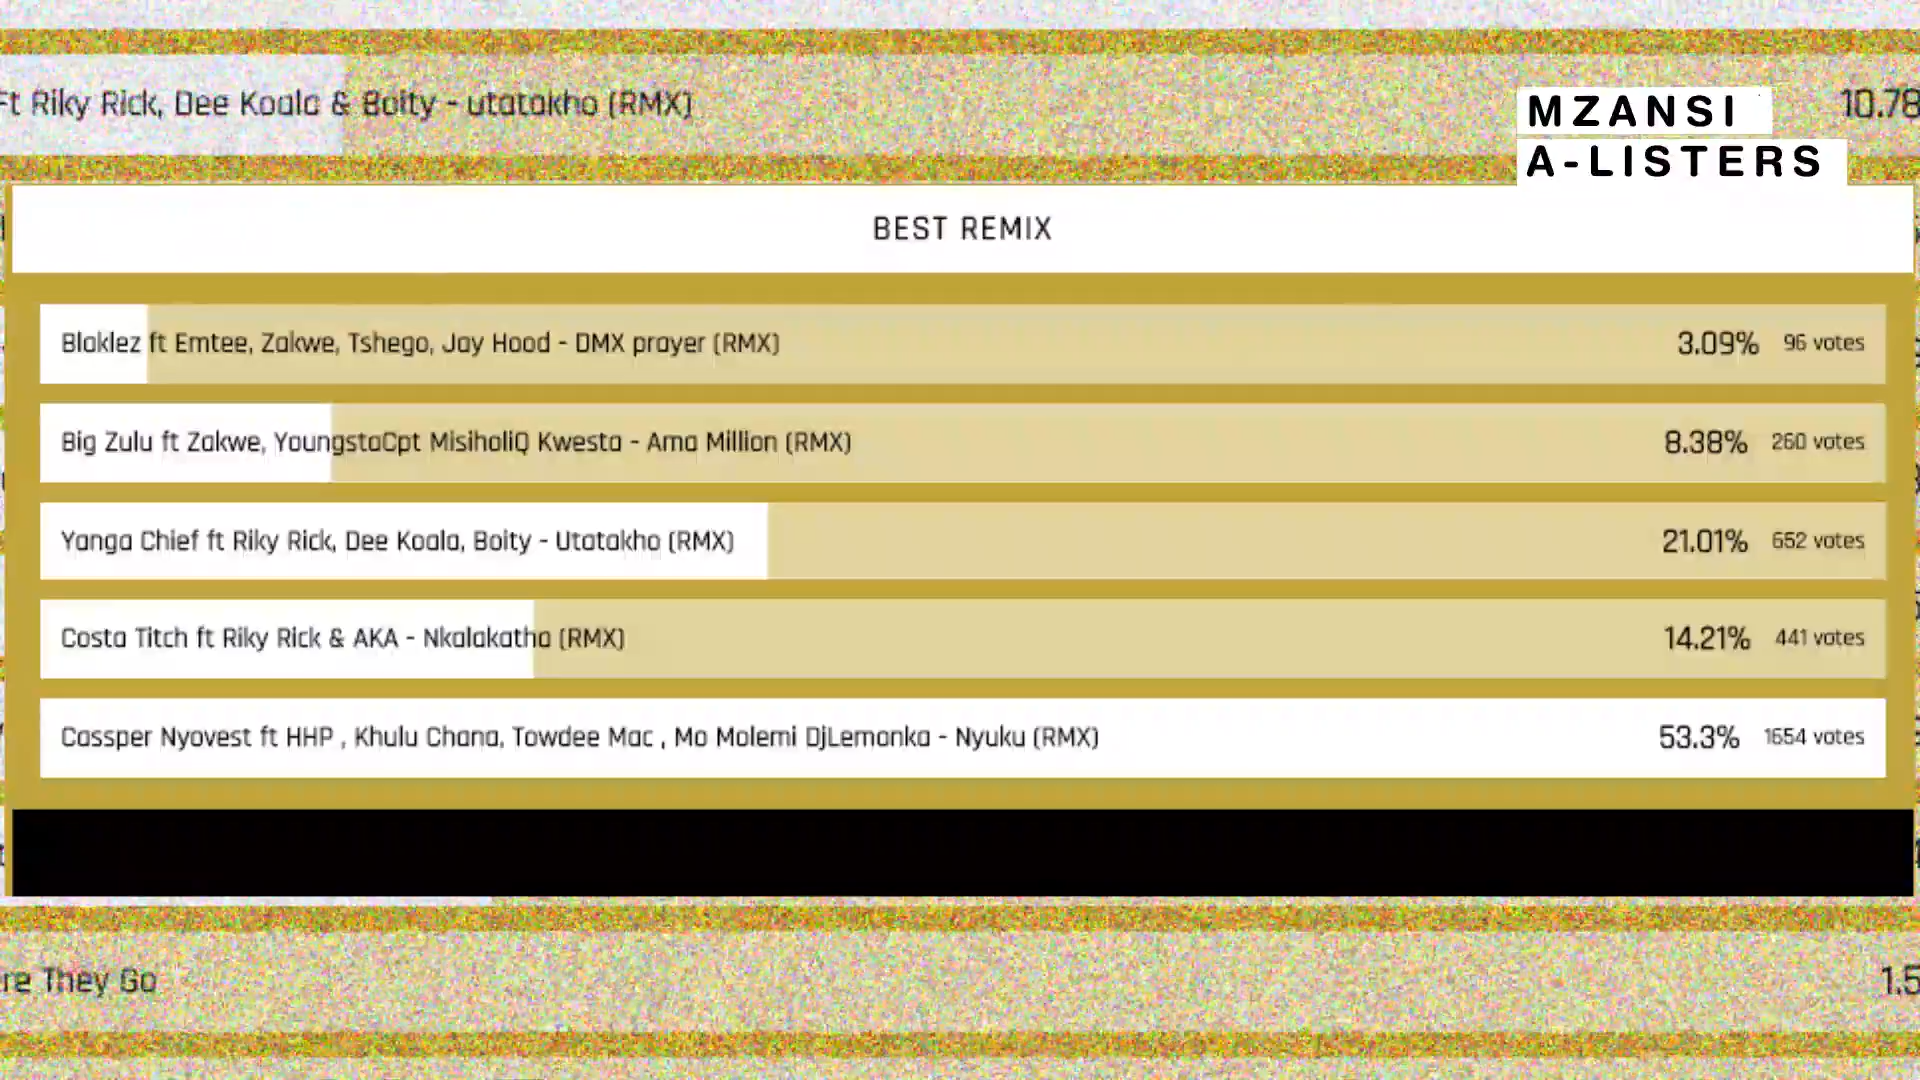 Ft Riky Rick, Dee Koala & Boity - utatakho (RMX) 10.78
MZANSI
A-LISTERS
BEST REMIX
Blaklez ft Emtee, Zakwe, Tshego, Jay Hood - DMX prayer (RMX) 3.09% 96 votes
Big Zulu ft Zakwe, YoungstaCpt MisiholiQ Kwesta - Ama Million (RMX) 8.38% 260 votes
Yanga Chief ft Riky Rick, Dee Koala, Boity - Utatakho (RMX) 21.01% 652 votes
Costa Titch ft Riky Rick & AKA - Nkalakatha (RMX) 14.21% 441 votes
Cassper Nyovest ft HHP , Khulu Chana, Towdee Mac , Mo Molemi DjLemonka - Nyuku (RMX) 53.3% 1654 votes
re They Go 1.5